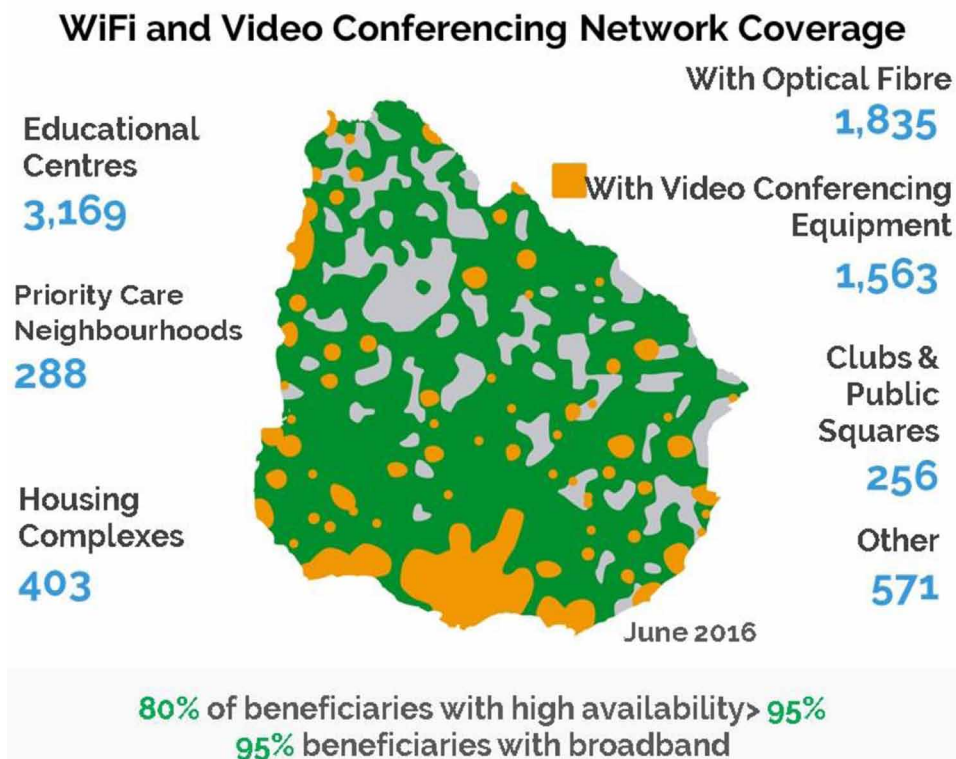 WiFi and Video Conferencing Network Coverage
Educational
Centres
3,169
Priority Care
Neighbourhoods
288
Housing
Complexes
403
With Optical Fibre
1,835
With Video Conferencing
Equipment
1,563
Clubs &
Public
Squares
256
Other
571
June 2016
80% of beneficiaries with high availability> 95%
95% beneficiaries with broadband